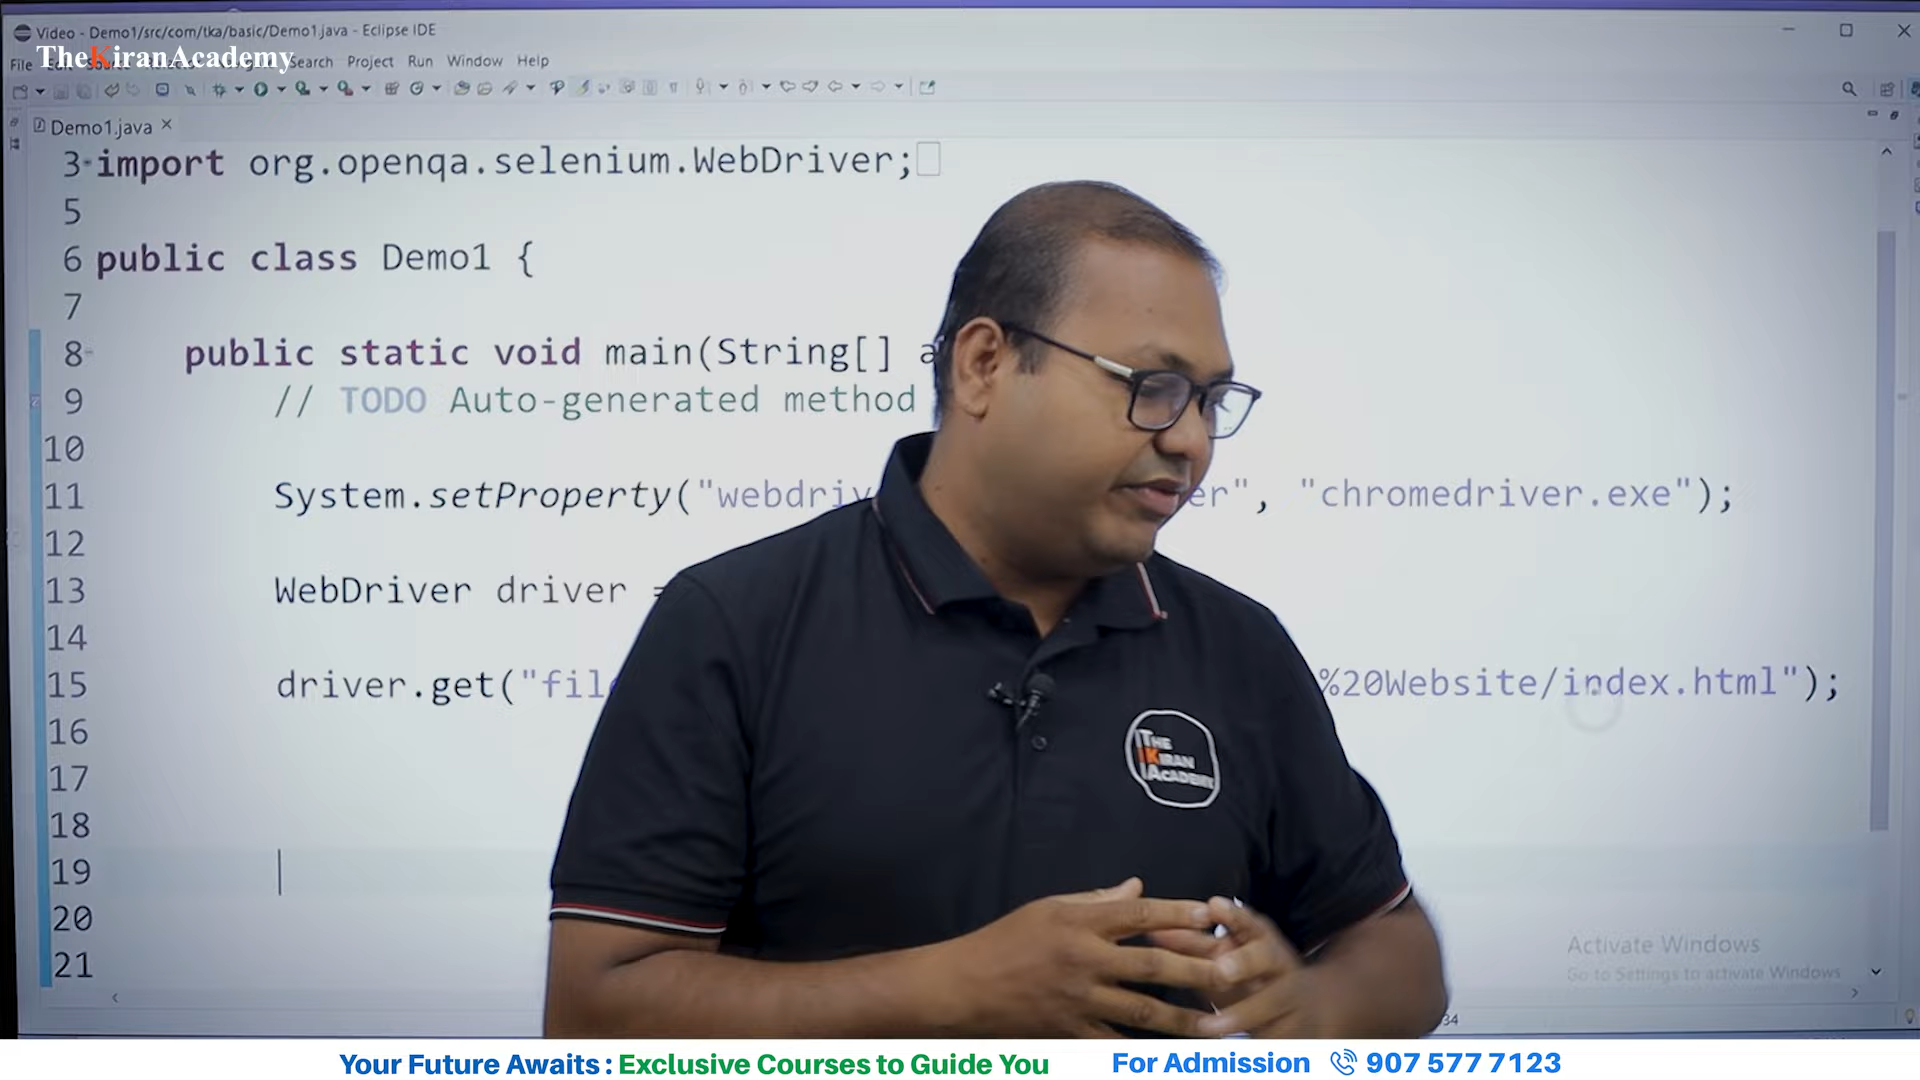 Video - Demo1/src/com/tka/basic/Demo1.java - Eclipse IDE
TheKiranAcademy
File Search Project Run Window Help
Demo1.java
3 import org.openqa.selenium.WebDriver;
5
6 public class Demo1 {
7
8 public static void main(String[] a
9 // TODO Auto-generated method
10
11 System.setProperty("webdriv er", "chromedriver.exe");
12
13 WebDriver driver =
14
15 driver.get("file %20Website/index.html");
16
17
18
19
20
21
THE
KIRAN
ACADEMY
Activate Windows
Go to Settings to activate Windows
34
Your Future Awaits : Exclusive Courses to Guide You For Admission 907 577 7123